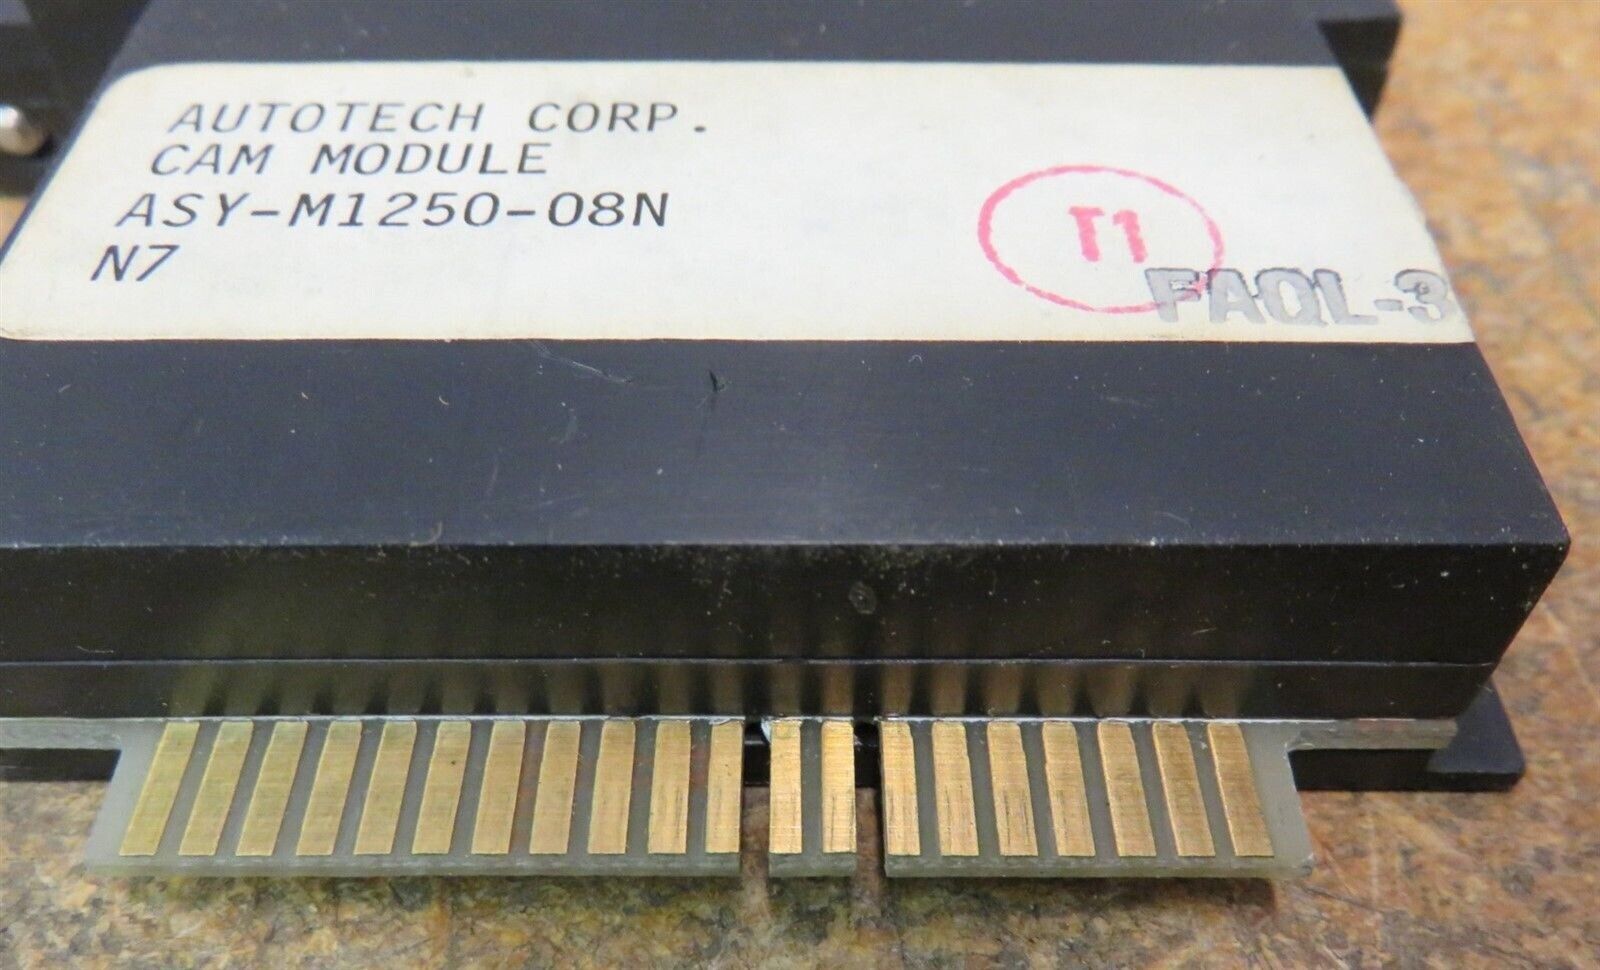 AUTOTECH CORP.
CAM MODULE
ASY-M1250-08N
N7
T1
FAQL-3